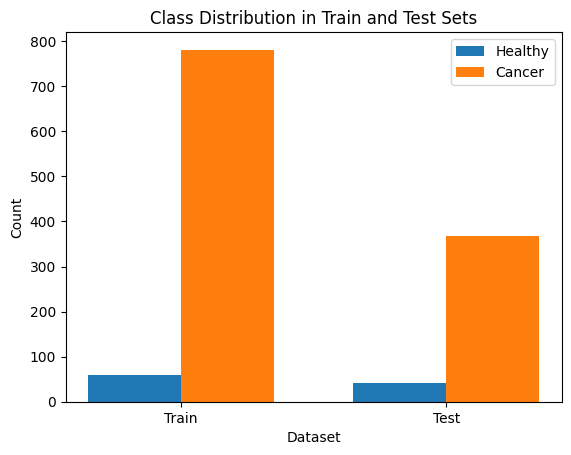 Class Distribution in Train and Test Sets
Healthy
Cancer
800
700
600
500
400
300
200
100
0
Count
Train
Test
Dataset